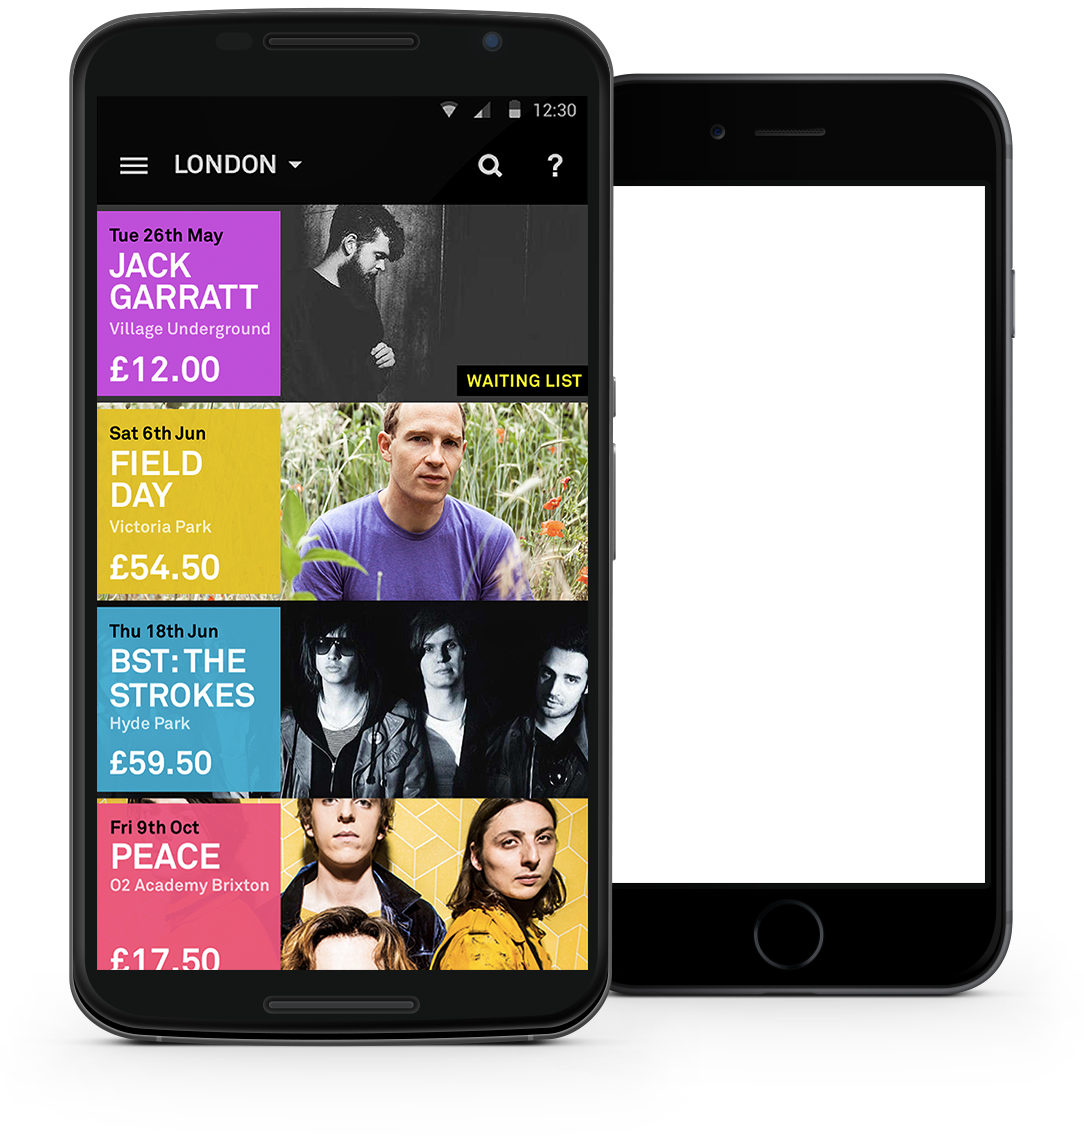 12:30
LONDON
?
Tue 26th May
JACK
GARRATT
Village Underground
£12.00
WAITING LIST
Sat 6th Jun
FIELD
DAY
Victoria Park
£54.50
Thu 18th Jun
BST: THE
STROKES
Hyde Park
£59.50
Fri 9th Oct
PEACE
O2 Academy Brixton
£17.50